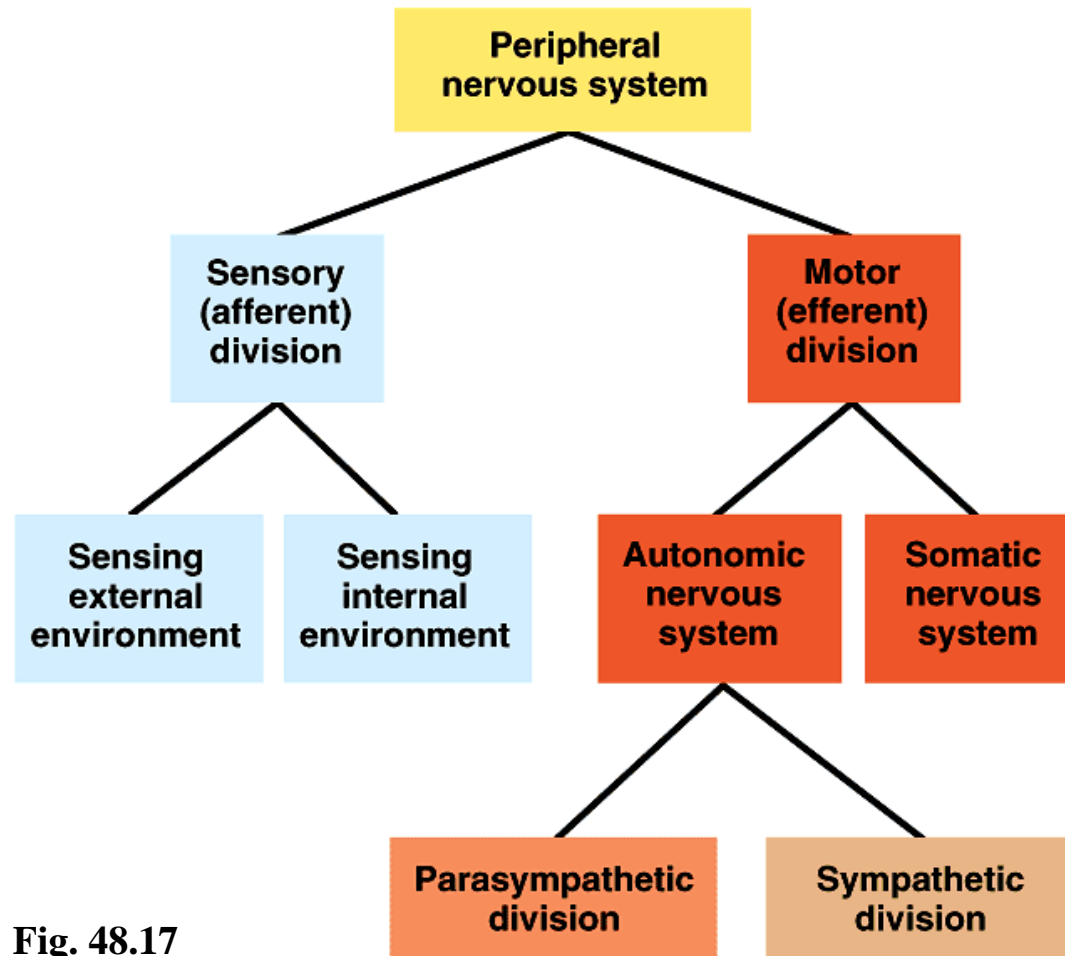 Peripheral
nervous system
Sensory
(afferent)
division
Motor
(efferent)
division
Sensing
external
environment
Sensing
internal
environment
Autonomic
nervous
system
Somatic
nervous
system
Parasympathetic
division
Sympathetic
division
Fig. 48.17